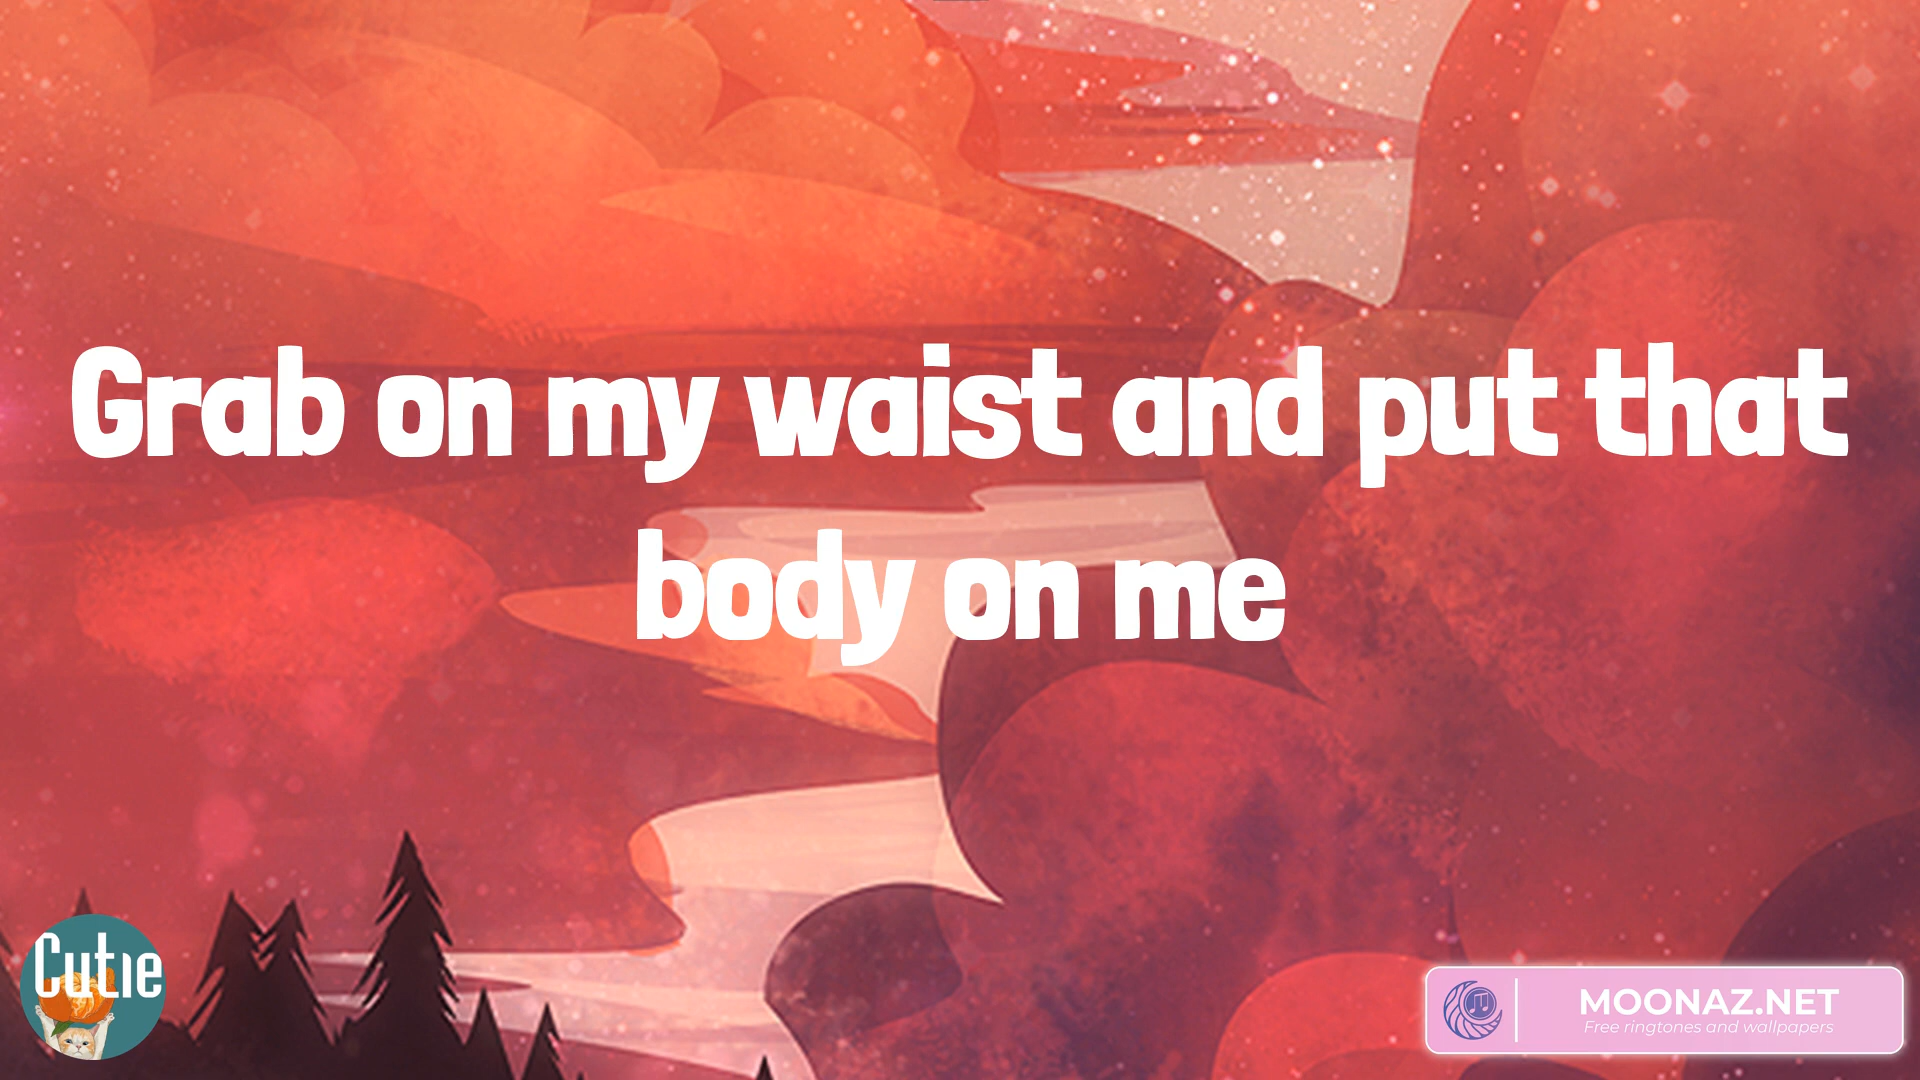 Grab on my waist and put that
body on me
Cutie
MOONAZ.NET
Free ringtones and wallpapers